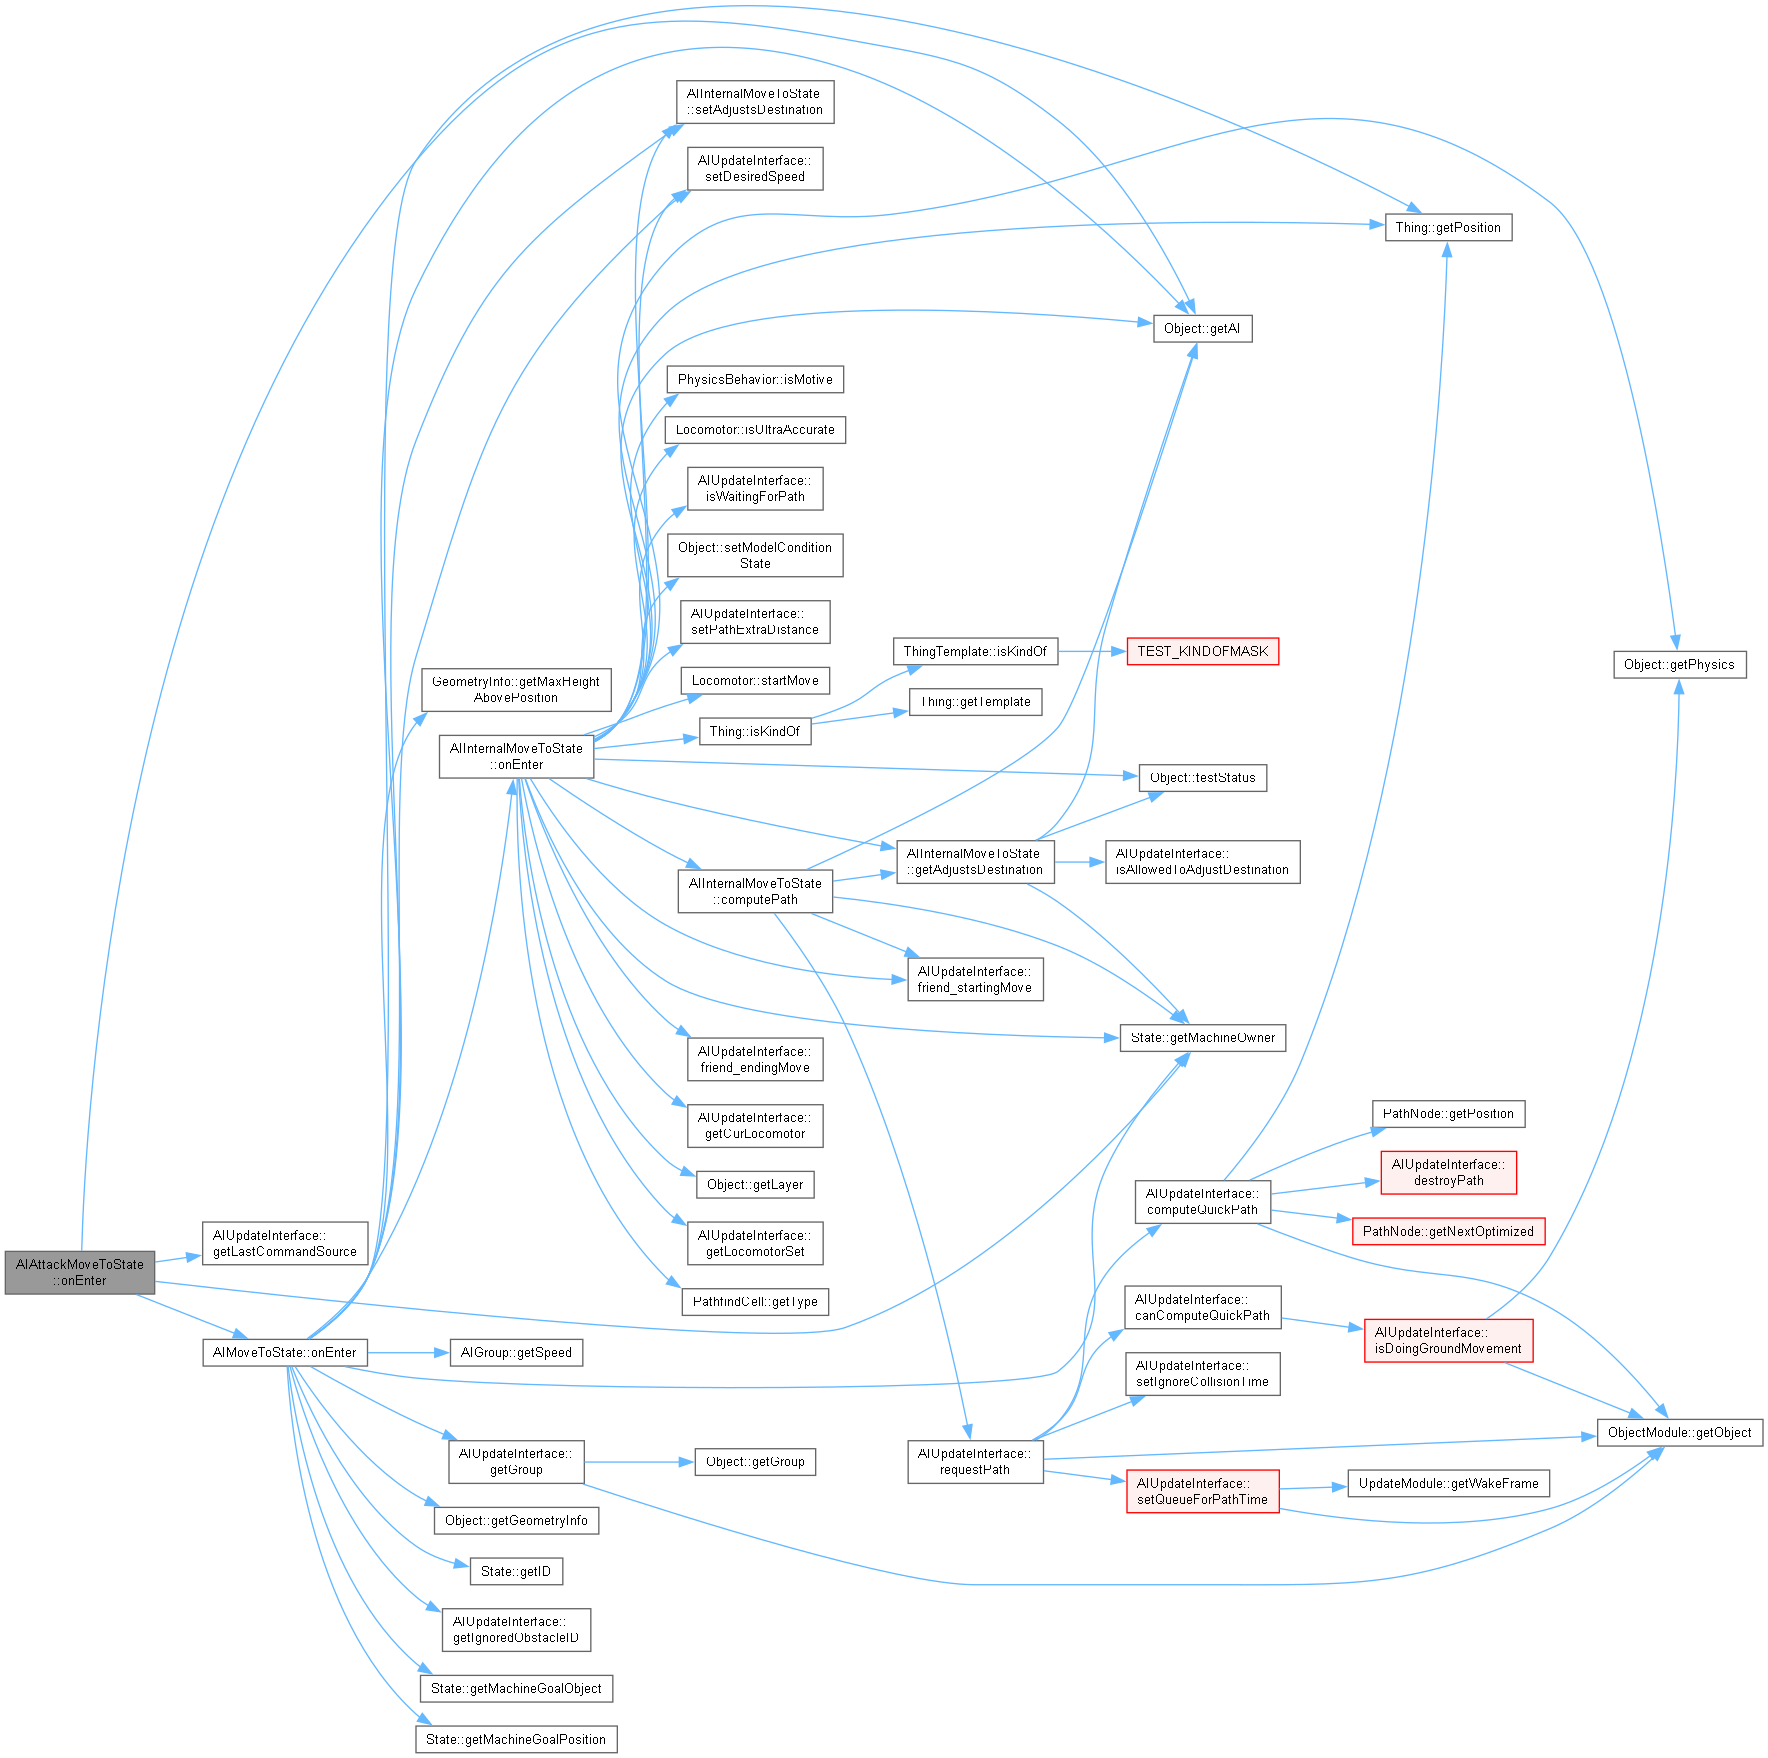 AIInternalMoveToState
::setAdjustsDestination
AIUpdateInterface::
setDesiredSpeed
Thing::getPosition
Object::getAI
PhysicsBehavior::isMotive
Locomotor::isUltraAccurate
AIUpdateInterface::
isWaitingForPath
Object::setModelCondition
State
AIUpdateInterface::
setPathExtraDistance
ThingTemplate::isKindOf
TEST_KINDOFMASK
Object::getPhysics
GeometryInfo::getMaxHeight
AbovePosition
Locomotor::startMove
Thing::getTemplate
Thing::isKindOf
AIInternalMoveToState
::onEnter
Object::testStatus
AIInternalMoveToState
::getAdjustsDestination
AIUpdateInterface::
isAllowedToAdjustDestination
AIInternalMoveToState
::computePath
AIUpdateInterface::
friend_startingMove
State::getMachineOwner
AIUpdateInterface::
friend_endingMove
AIUpdateInterface::
getCurLocomotor
PathNode::getPosition
Object::getLayer
AIUpdateInterface::
destroyPath
AIUpdateInterface::
computeQuickPath
PathNode::getNextOptimized
AIUpdateInterface::
getLastCommandSource
AIUpdateInterface::
getLocomotorSet
AIAttackMoveToState
::onEnter
PathfindCell::getType
AIUpdateInterface::
canComputeQuickPath
AIUpdateInterface::
isDoingGroundMovement
AIMoveToState::onEnter
AIGroup::getSpeed
AIUpdateInterface::
setIgnoreCollisionTime
ObjectModule::getObject
AIUpdateInterface::
getGroup
Object::getGroup
AIUpdateInterface::
requestPath
AIUpdateInterface::
setQueueForPathTime
UpdateModule::getWakeFrame
Object::getGeometryInfo
State::getID
AIUpdateInterface::
getIgnoredObstacleID
State::getMachineGoalObject
State::getMachineGoalPosition